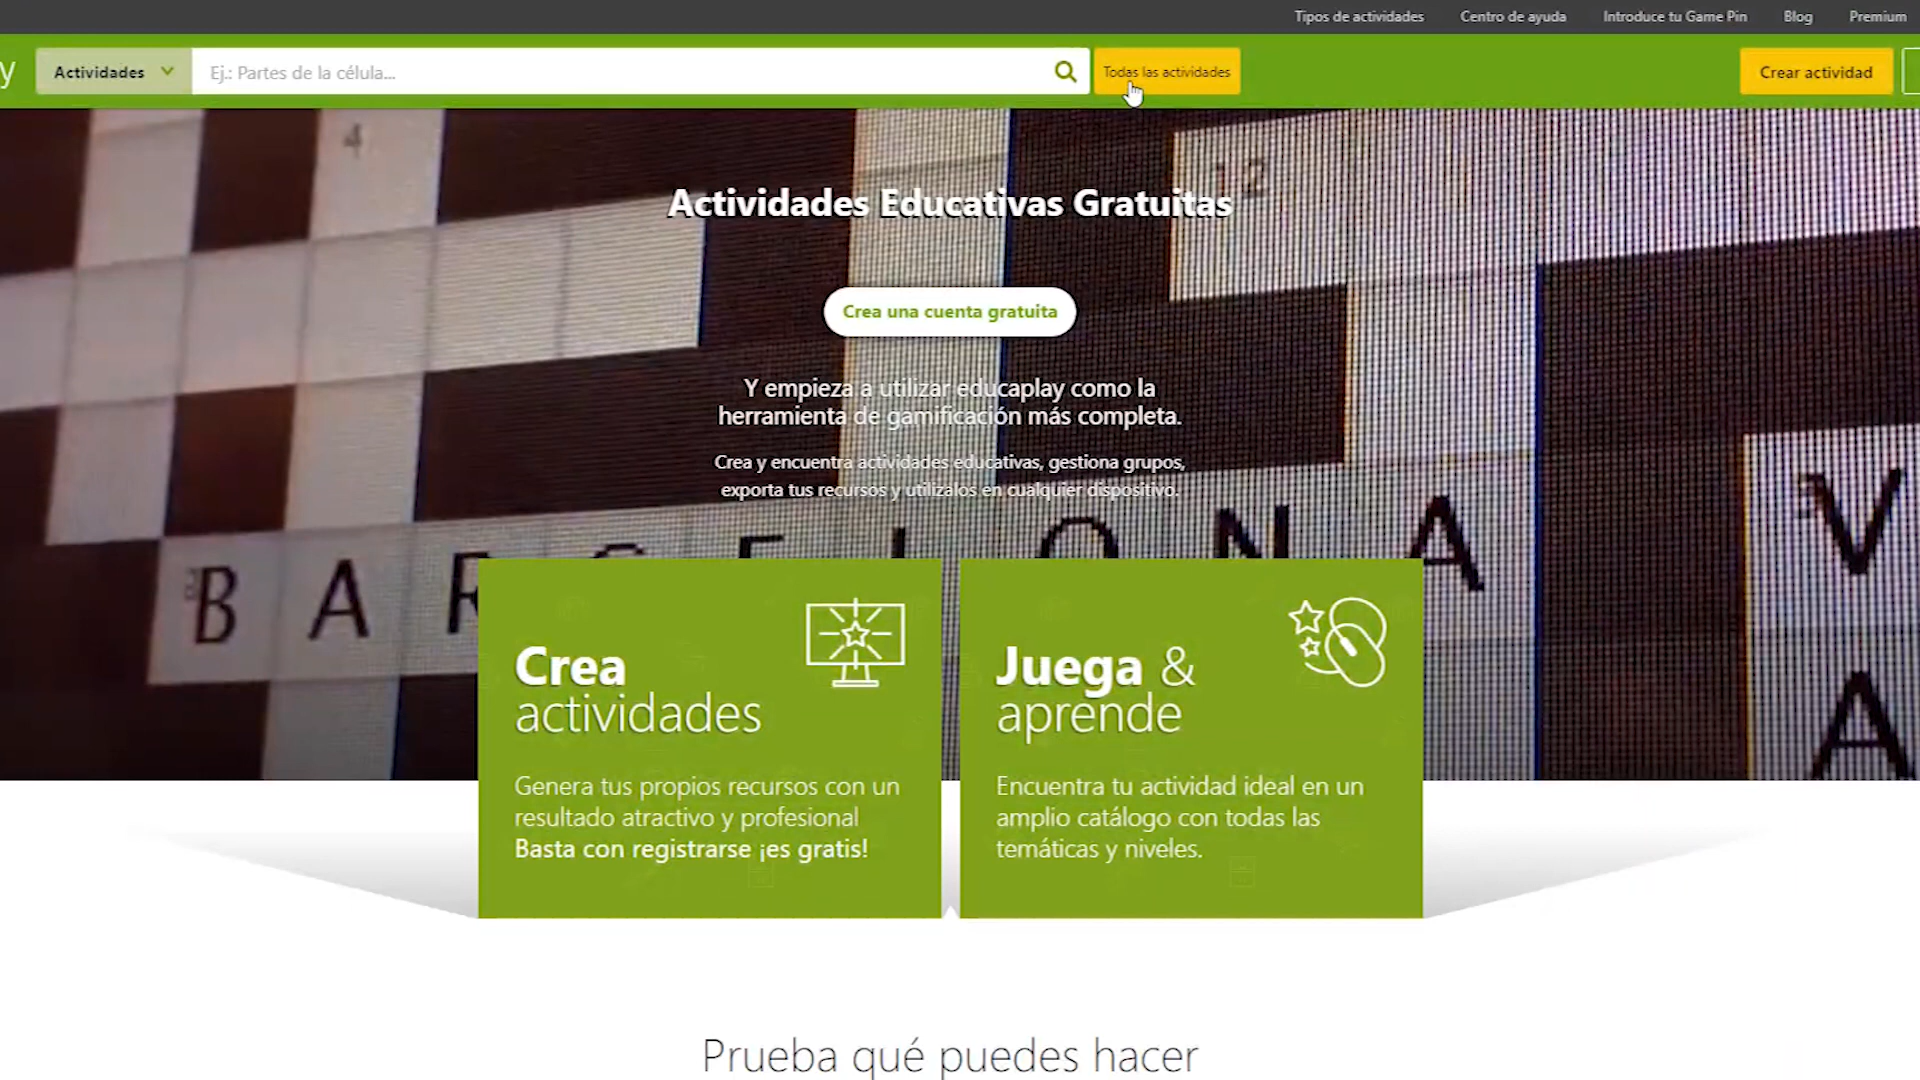 Tipos de actividades Centro de ayuda Introduce tu Game Pin Blog Premium
y Actividades Ej.: Partes de la célula... Todas las actividades Crear actividad
4
12
Actividades Educativas Gratuitas
Crea una cuenta gratuita
Y empieza a utilizar educaplay como la
herramienta de gamificación más completa.
Crea y encuentra actividades educativas, gestiona grupos,
exporta tus recursos y utilízalos en cualquier dispositivo.
BARCELONA
V
A
Crea
actividades
Genera tus propios recursos con un
resultado atractivo y profesional
Basta con registrarse ¡es gratis!
Juega &
aprende
Encuentra tu actividad ideal en un
amplio catálogo con todas las
temáticas y niveles.
Prueba qué puedes hacer